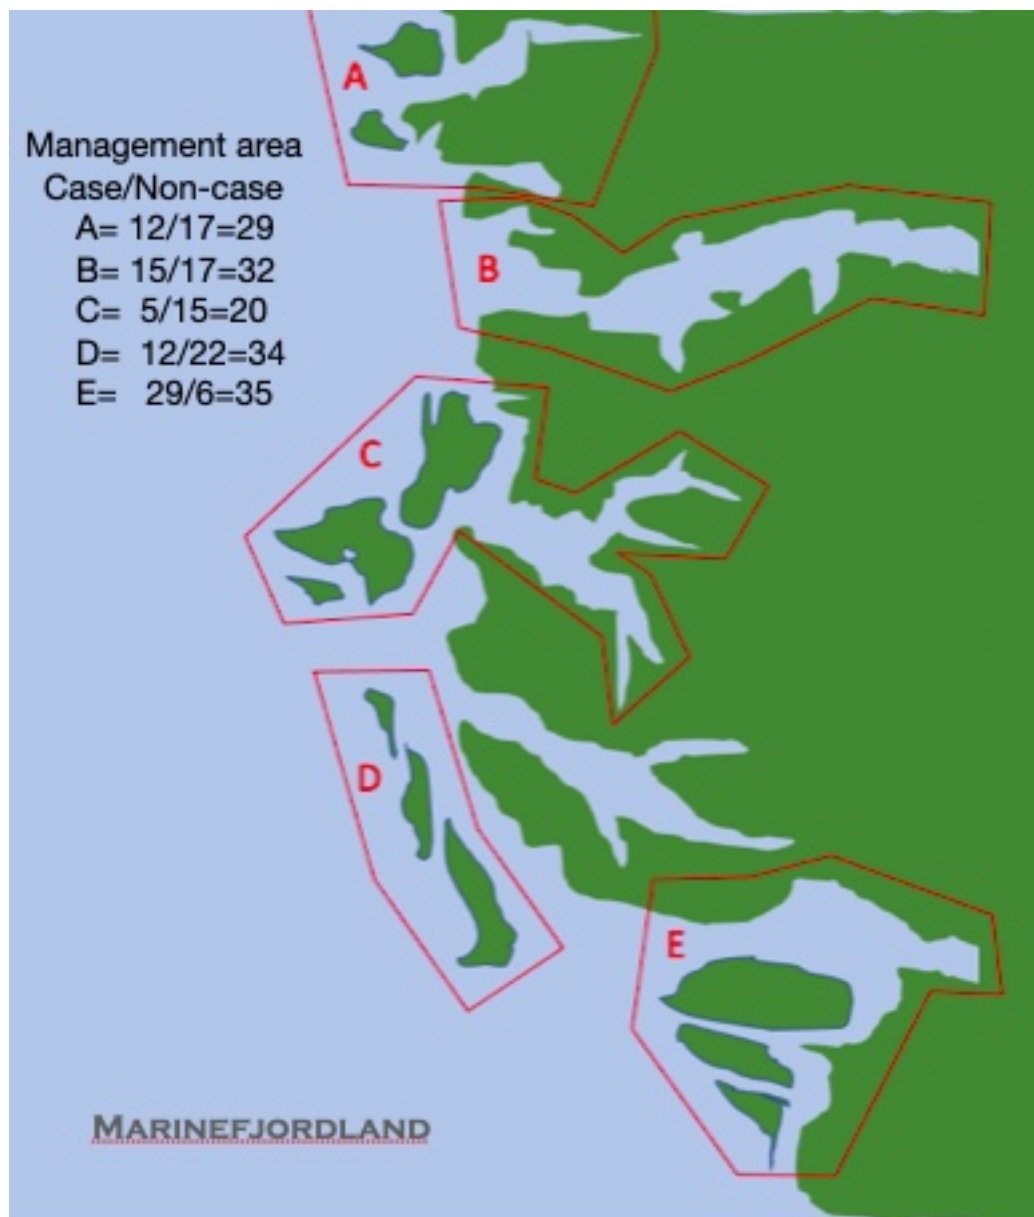 A
Management area
Case/Non-case
A= 12/17=29
B= 15/17=32
C= 5/15=20
D= 12/22=34
E= 29/6=35
B
C
D
E
MARINEFJORDLAND